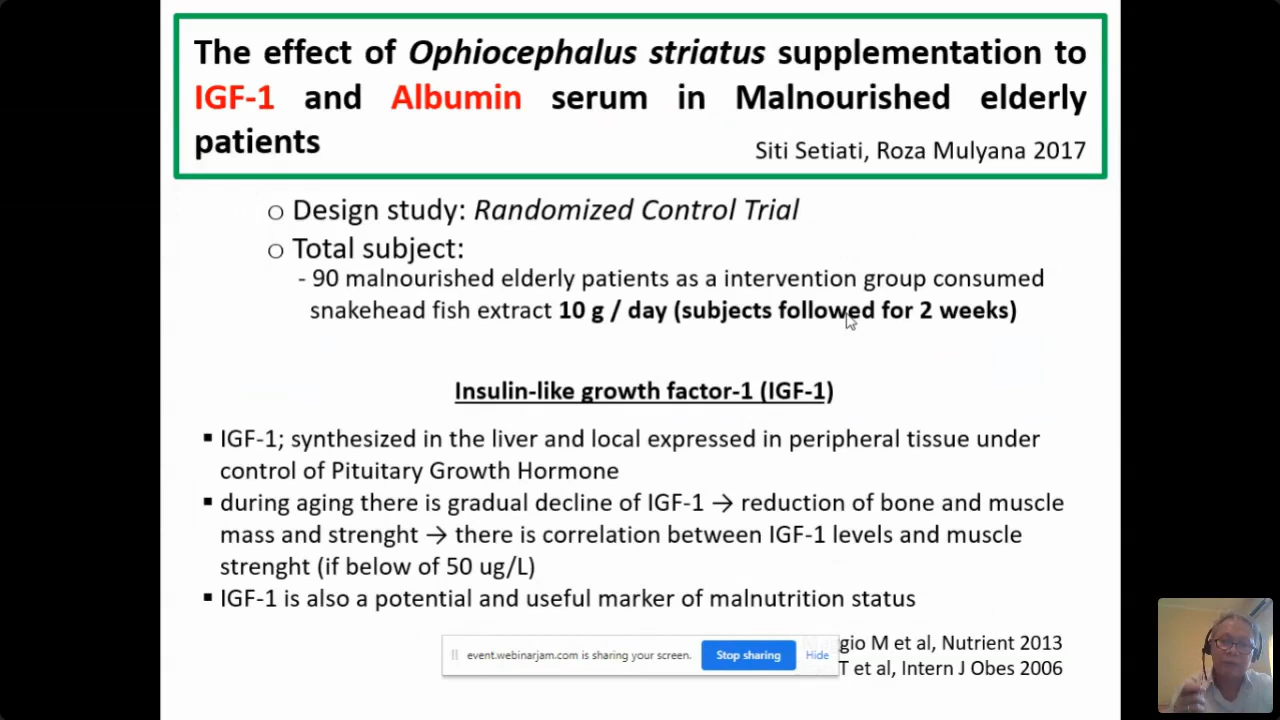 The effect of Ophiocephalus striatus supplementation to
IGF-1 and Albumin serum in Malnourished elderly
patients
Siti Setiati, Roza Mulyana 2017
o Design study: Randomized Control Trial
o Total subject:
- 90 malnourished elderly patients as a intervention group consumed
snakehead fish extract 10 g / day (subjects followed for 2 weeks)
Insulin-like growth factor-1 (IGF-1)
▪ IGF-1; synthesized in the liver and local expressed in peripheral tissue under
control of Pituitary Growth Hormone
▪ during aging there is gradual decline of IGF-1 → reduction of bone and muscle
mass and strenght → there is correlation between IGF-1 levels and muscle
strenght (if below of 50 ug/L)
▪ IGF-1 is also a potential and useful marker of malnutrition status
M et al, Nutrient 2013
event.webinarjam.com is sharing your screen. Stop sharing Hide
T et al, Intern J Obes 2006